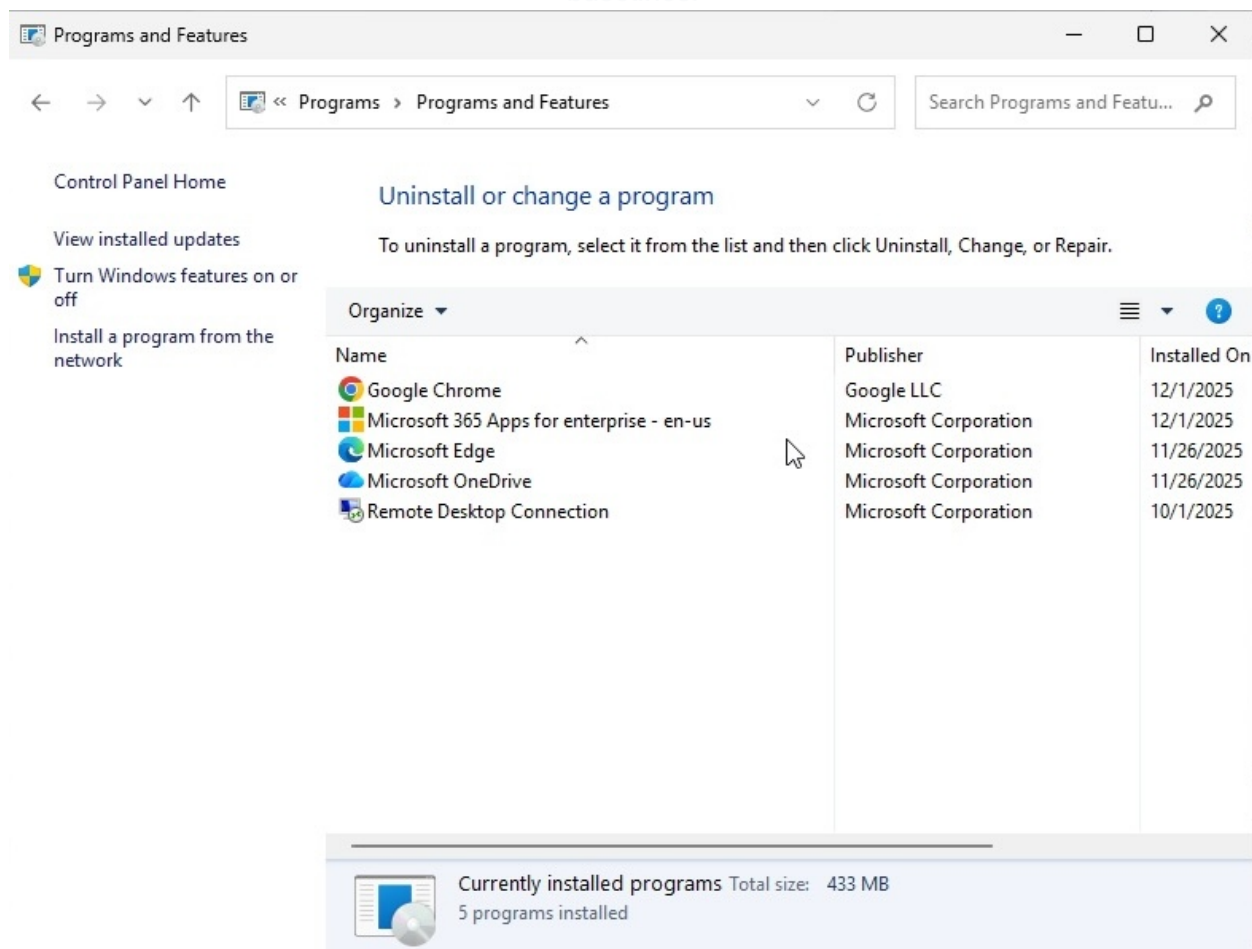 Programs and Features
« Programs > Programs and Features
Search Programs and Featu...
Control Panel Home
View installed updates
Turn Windows features on or
off
Install a program from the
network
Uninstall or change a program
To uninstall a program, select it from the list and then click Uninstall, Change, or Repair.
Organize
?
Name Publisher Installed On
Google Chrome Google LLC 12/1/2025
Microsoft 365 Apps for enterprise - en-us Microsoft Corporation 12/1/2025
Microsoft Edge Microsoft Corporation 11/26/2025
Microsoft OneDrive Microsoft Corporation 11/26/2025
Remote Desktop Connection Microsoft Corporation 10/1/2025
Currently installed programs Total size: 433 MB
5 programs installed